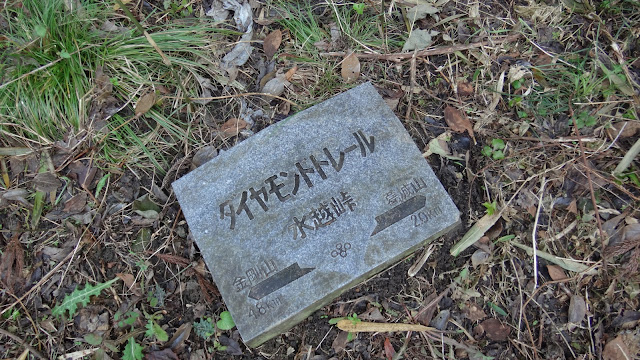 ダイヤモンドトレール
水越峠
金剛山
4.8km
葛城山
2.0km